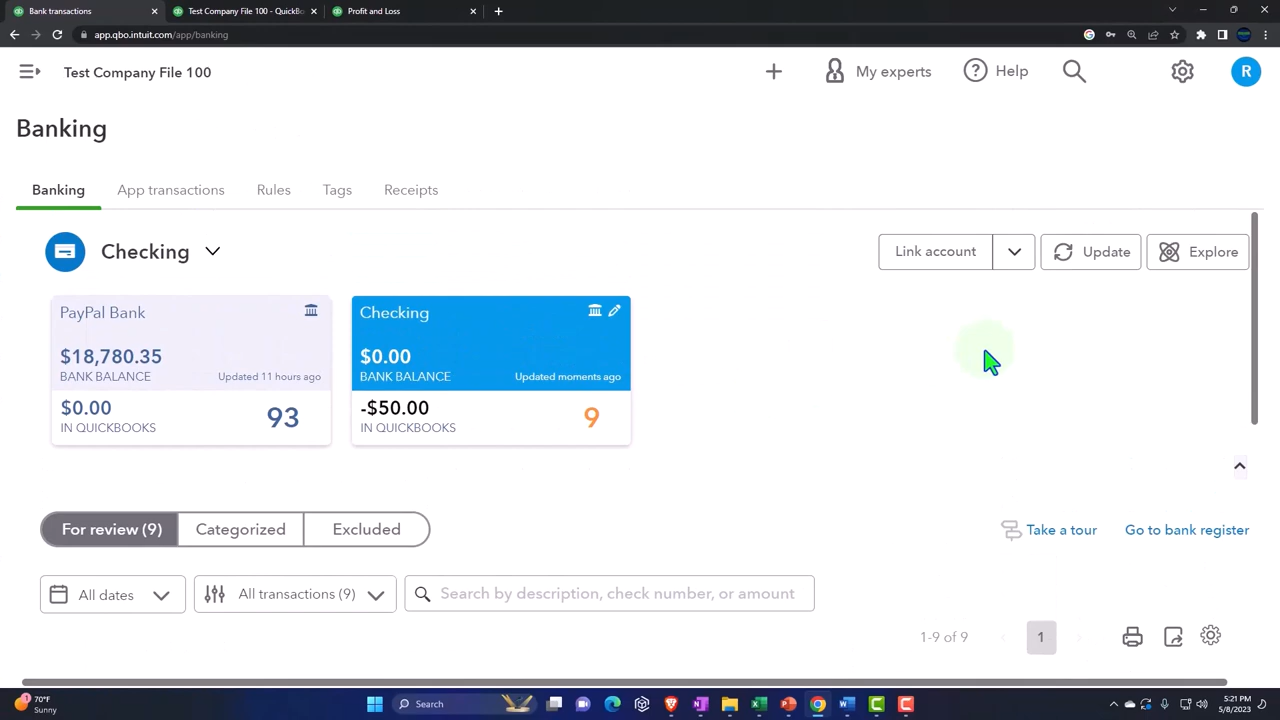 Bank transactions
Test Company File 100 - QuickBo
Profit and Loss
app.qbo.intuit.com/app/banking
Test Company File 100
My experts
Help
R
Banking
Banking
App transactions
Rules
Tags
Receipts
Checking
Link account
Update
Explore
PayPal Bank
$18,780.35
BANK BALANCE
Updated 11 hours ago
$0.00
IN QUICKBOOKS
93
Checking
$0.00
BANK BALANCE
Updated moments ago
-$50.00
IN QUICKBOOKS
9
For review (9)
Categorized
Excluded
Take a tour
Go to bank register
All dates
All transactions (9)
Search by description, check number, or amount
1-9 of 9
1
70°F
Sunny
Search
5:21 PM
5/8/2023